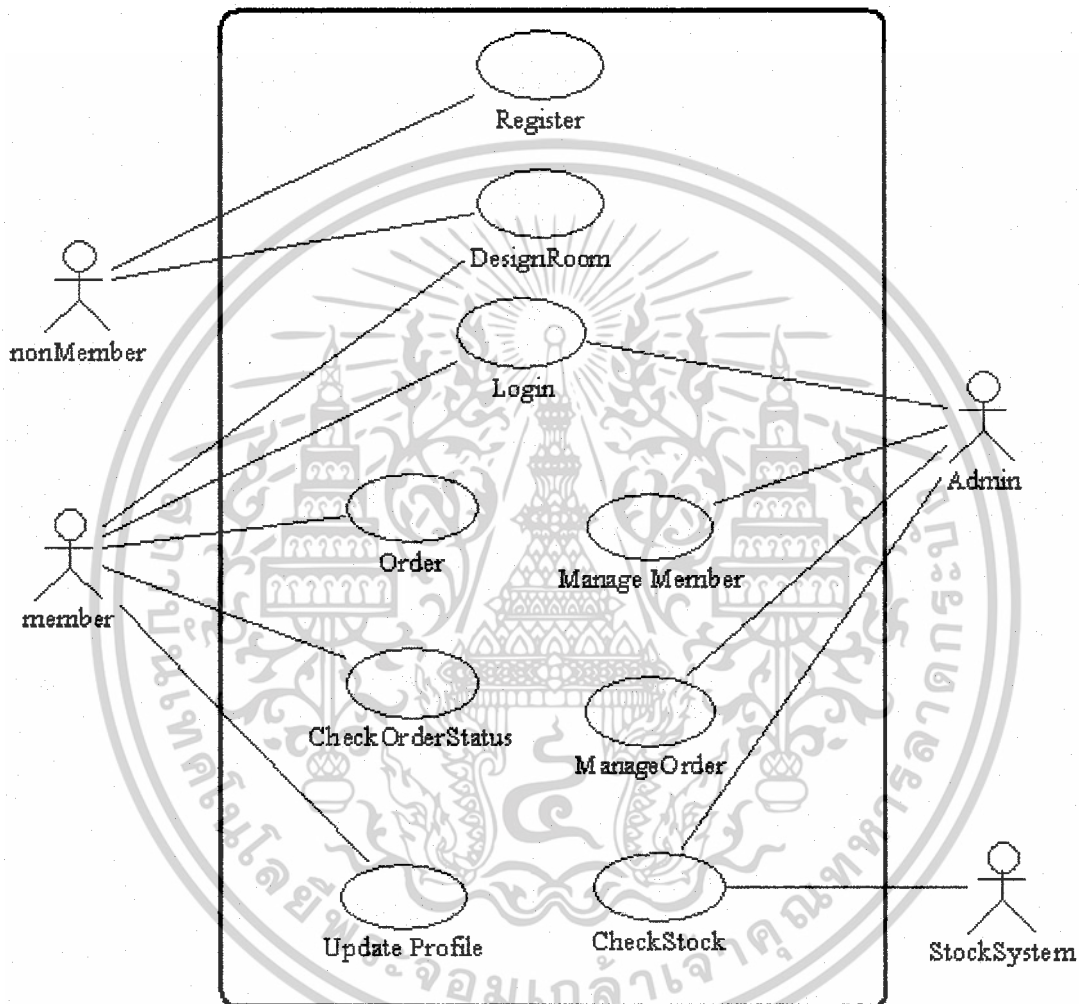 Register
DesignRoom
nonMember
Login
Admin
Order
Manage Member
member
CheckOrderStatus
ManageOrder
Update Profile
CheckStock
StockSystem